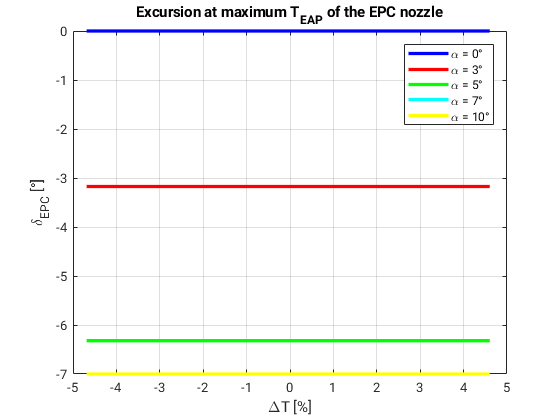 Excursion at maximum T_EAP of the EPC nozzle
α = 0°
α = 3°
α = 5°
α = 7°
α = 10°
δ_EPC [°]
0
-1
-2
-3
-4
-5
-6
-7
-5 -4 -3 -2 -1 0 1 2 3 4 5
ΔT [%]